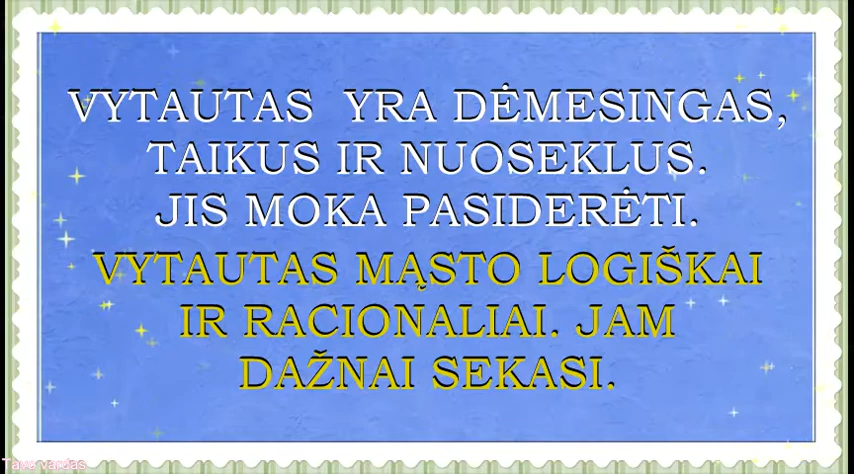 VYTAUTAS YRA DĖMESINGAS,
TAIKUS IR NUOSEKLUS.
JIS MOKA PASIDERĖTI.
VYTAUTAS MĄSTO LOGIŠKAI
IR RACIONALIAI. JAM
DAŽNAI SEKASI.
Tavo vardas